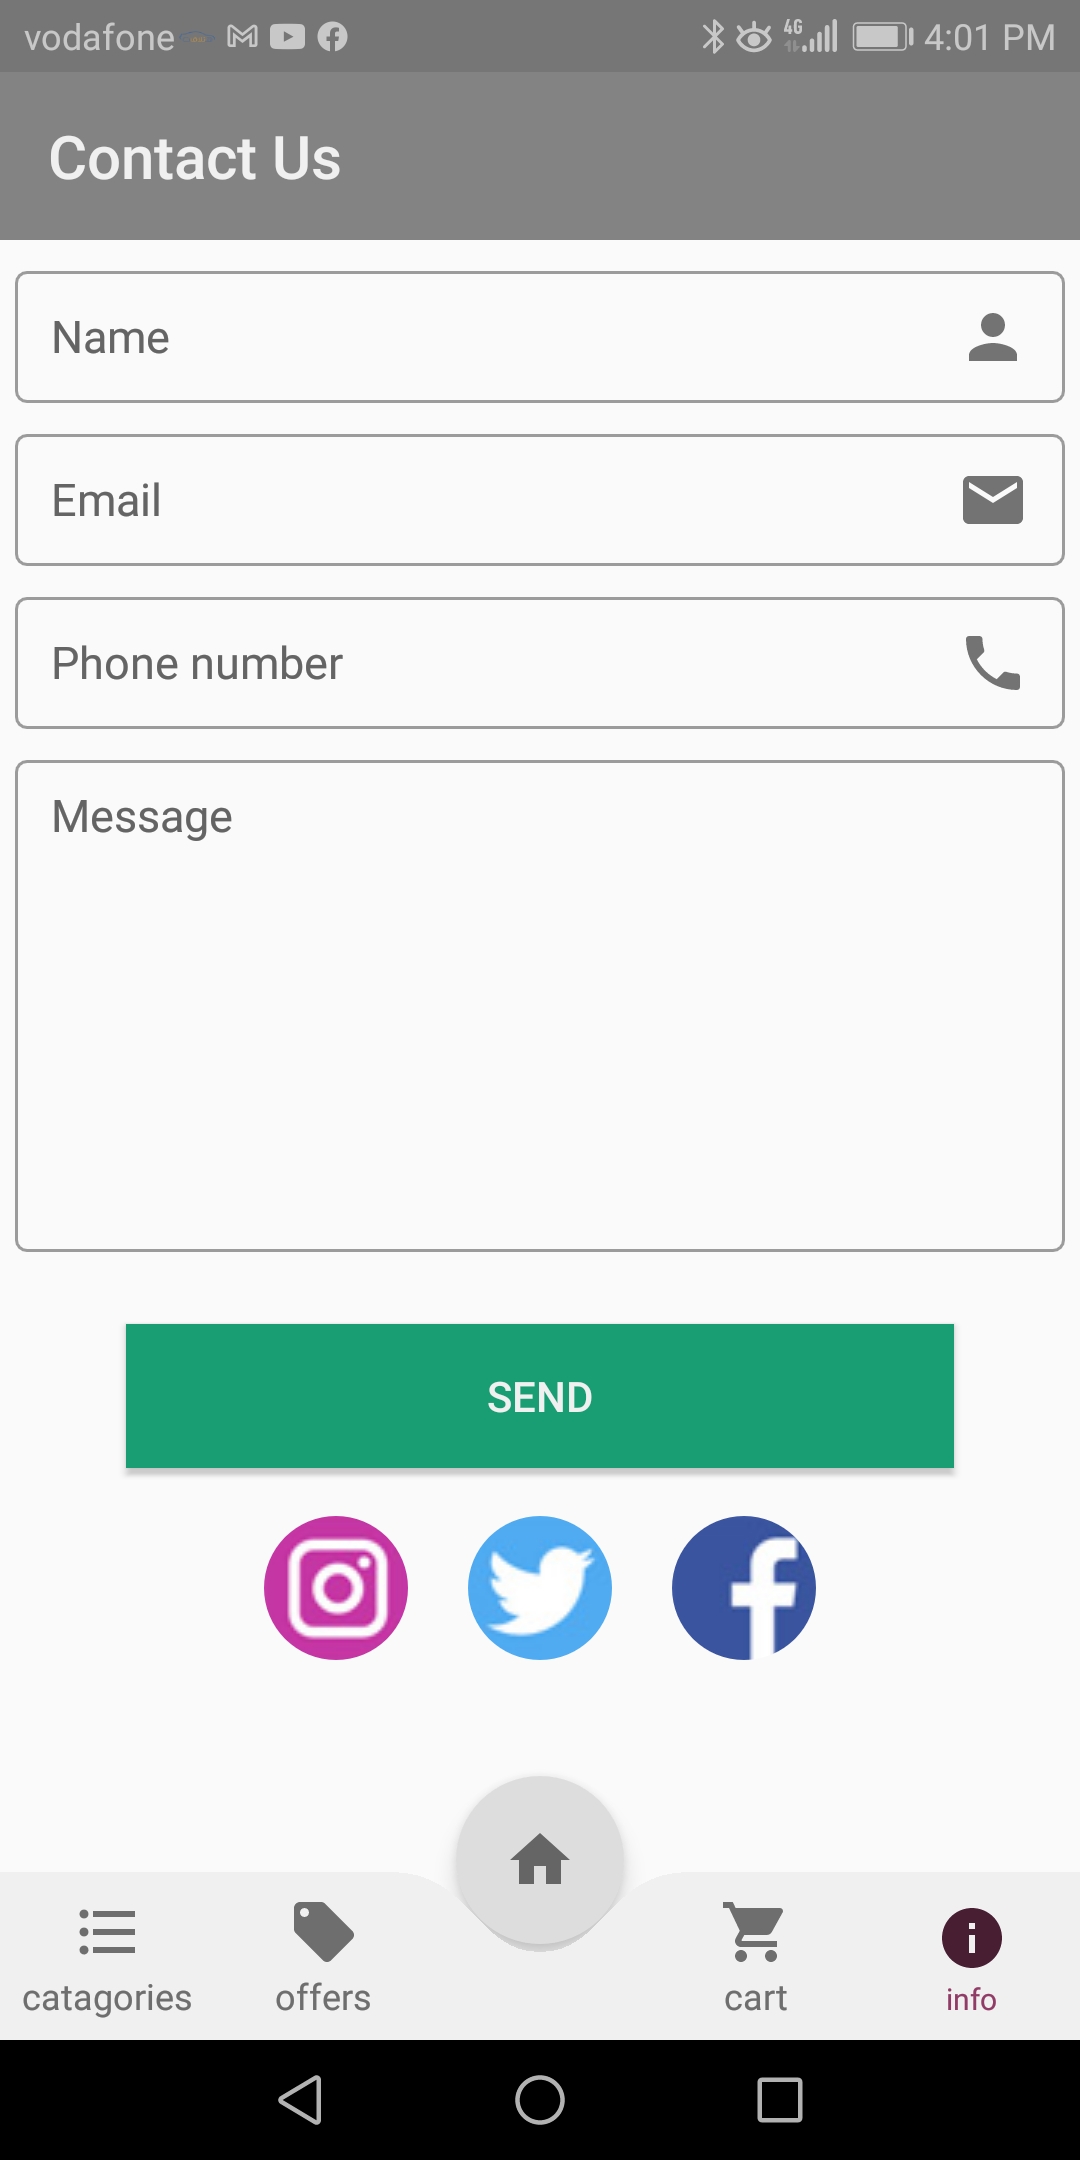 vodafone 4G 4:01 PM
Contact Us
Name
Email
Phone number
Message
SEND
catagories offers cart info